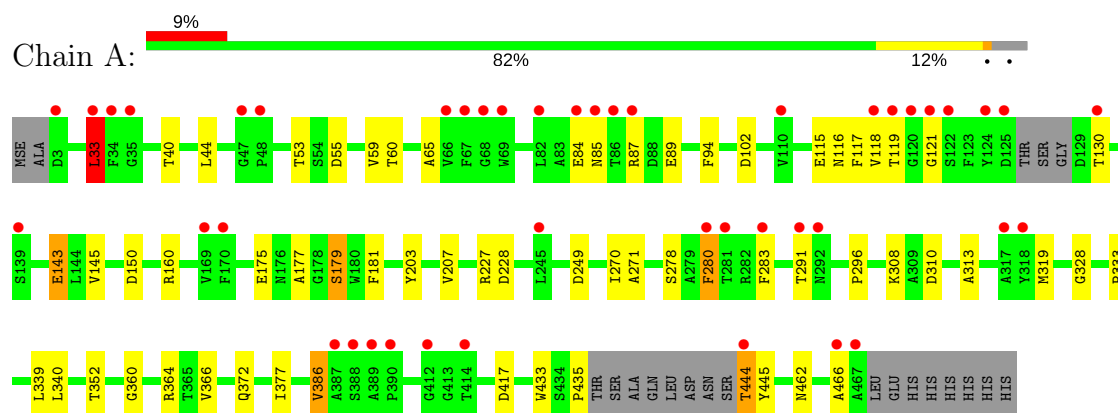 9%
Chain A:
82% 12% • •
MSE ALA D3 L33 F34 G35 T40 L44 G47 P48 T53 S54 D55 V59 T60 A65 V66 F67 G68 W69 L82 A83 E84 N85 T86 R87 D88 E89 F94 D102 V110 E115 N116 F117 V118 T119 G120 G121 S122 F123 Y124 D125 THR SER GLY D129 T130
S139 E143 L144 V145 D150 R160 V169 F170 E175 N176 A177 G178 S179 W180 F181 Y203 V207 R227 D228 L245 D249 I270 A271 S278 A279 F280 T281 R282 F283 T291 N292 P296 K308 A309 D310 A313 A317 Y318 M319 G328
L339 L340 T352 G360 R364 T365 V366 Q372 I377 V386 A387 S388 A389 P390 G412 G413 T414 D417 W433 S434 P435 THR SER ALA GLN LEU ASP ASN SER T444 Y445 N462 A466 A467 LEU GLU HIS HIS HIS HIS HIS HIS